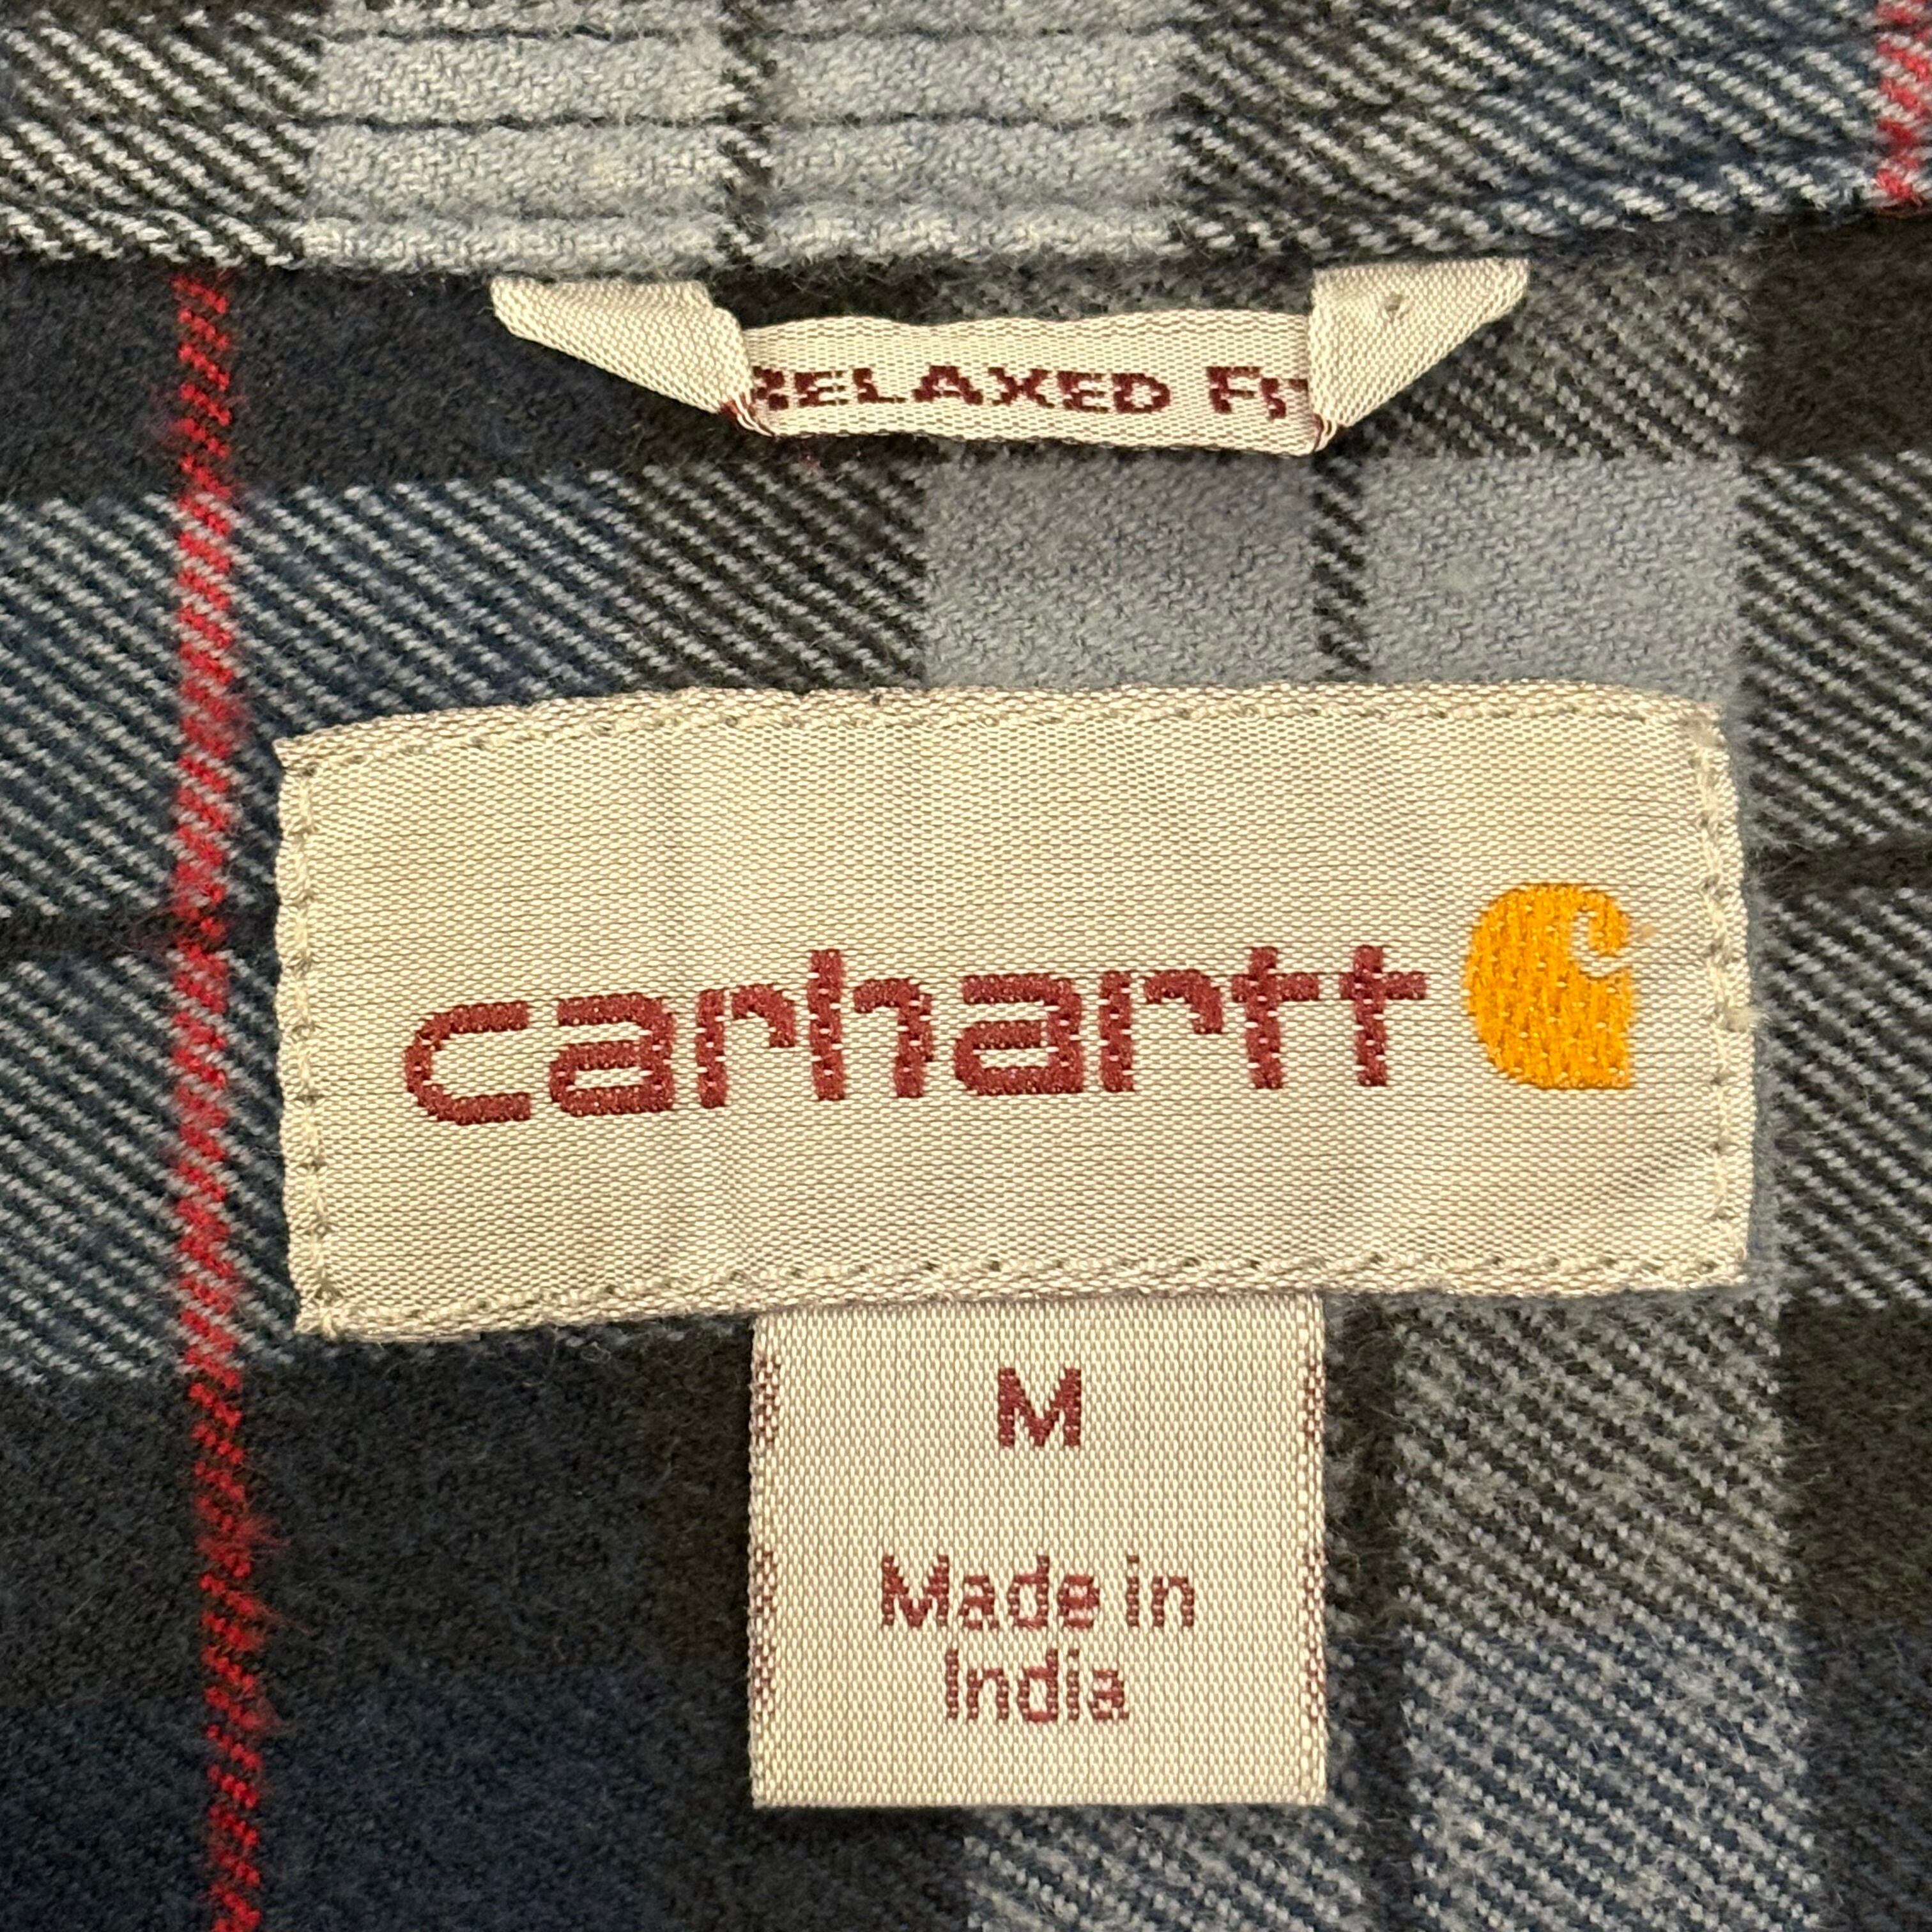 RELAXED FIT
carhartt
M
Made in
India